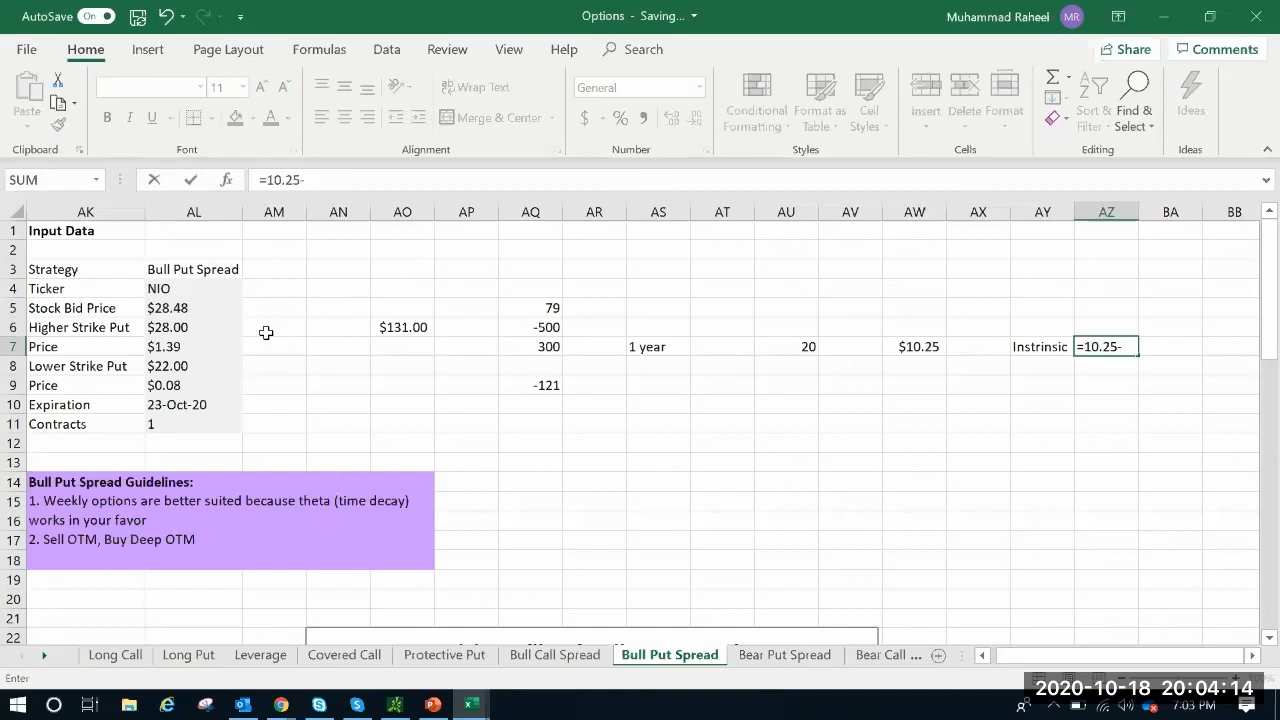 AutoSave On Options - Saving... Muhammad Raheel MR
File Home Insert Page Layout Formulas Data Review View Help Search Share Comments
Paste 11 Wrap Text General Conditional Format as Cell Insert Delete Format Sort & Find & Ideas
B I U Merge & Center $ % Formatting Table Styles Filter Select
Clipboard Font Alignment Number Styles Cells Editing Ideas
SUM fx =10.25-
AK AL AM AN AO AP AQ AR AS AT AU AV AW AX AY AZ BA BB
1 Input Data
2
3 Strategy Bull Put Spread
4 Ticker NIO
5 Stock Bid Price $28.48 79
6 Higher Strike Put $28.00 $131.00 -500
7 Price $1.39 300 1 year 20 $10.25 Instrinsic =10.25-
8 Lower Strike Put $22.00
9 Price $0.08 -121
10 Expiration 23-Oct-20
11 Contracts 1
12
13
14 Bull Put Spread Guidelines:
15 1. Weekly options are better suited because theta (time decay)
16 works in your favor
17 2. Sell OTM, Buy Deep OTM
18
19
20
21
22
Long Call Long Put Leverage Covered Call Protective Put Bull Call Spread Bull Put Spread Bear Put Spread Bear Call ...
Enter
2020-10-18 20:04:14
7:03 PM